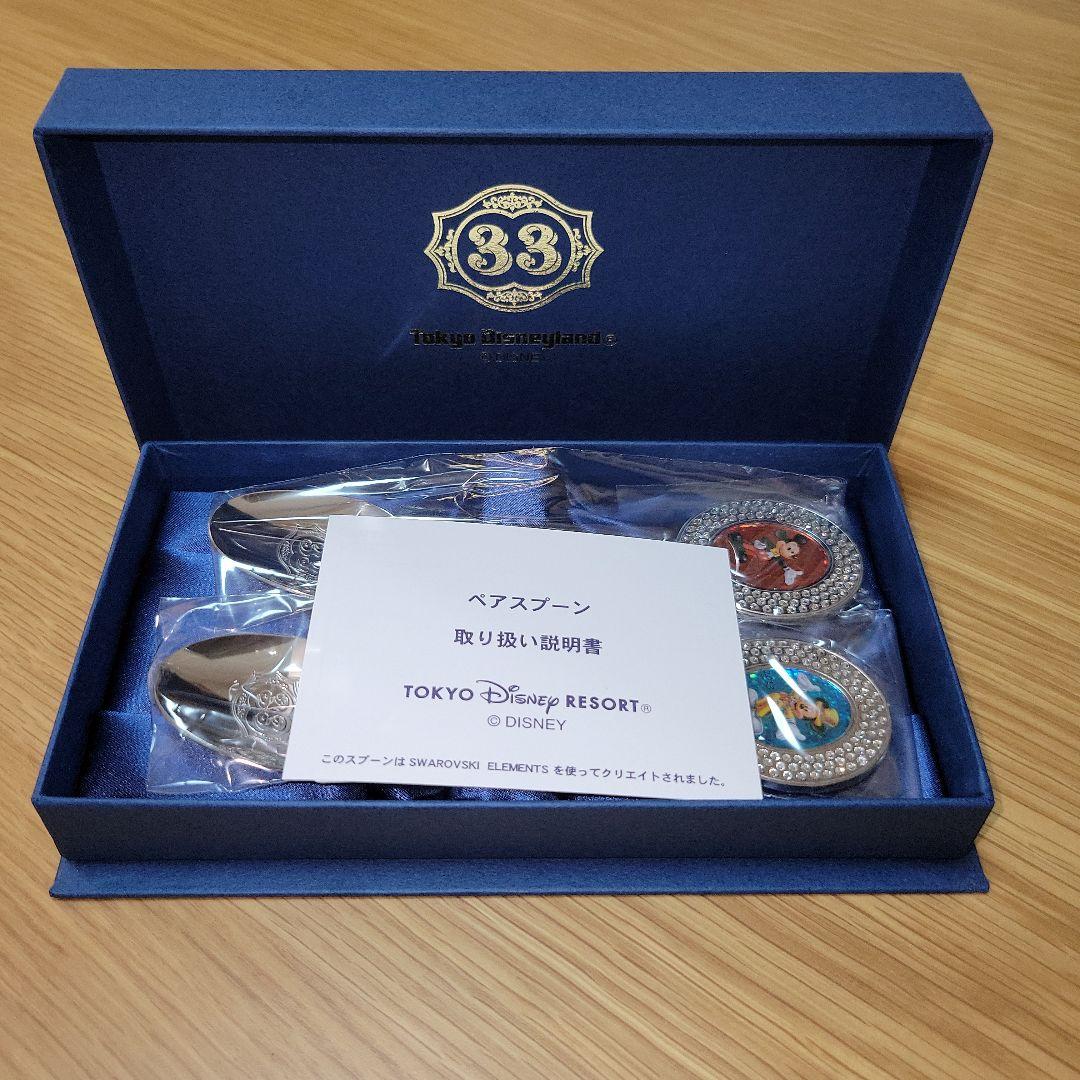 33
Tokyo Disneyland®
© DISNEY
ペアスプーン
取り扱い説明書
TOKYO DISNEY RESORT®
© DISNEY
このスプーンは SWAROVSKI ELEMENTS を使ってクリエイトされました。
33
33